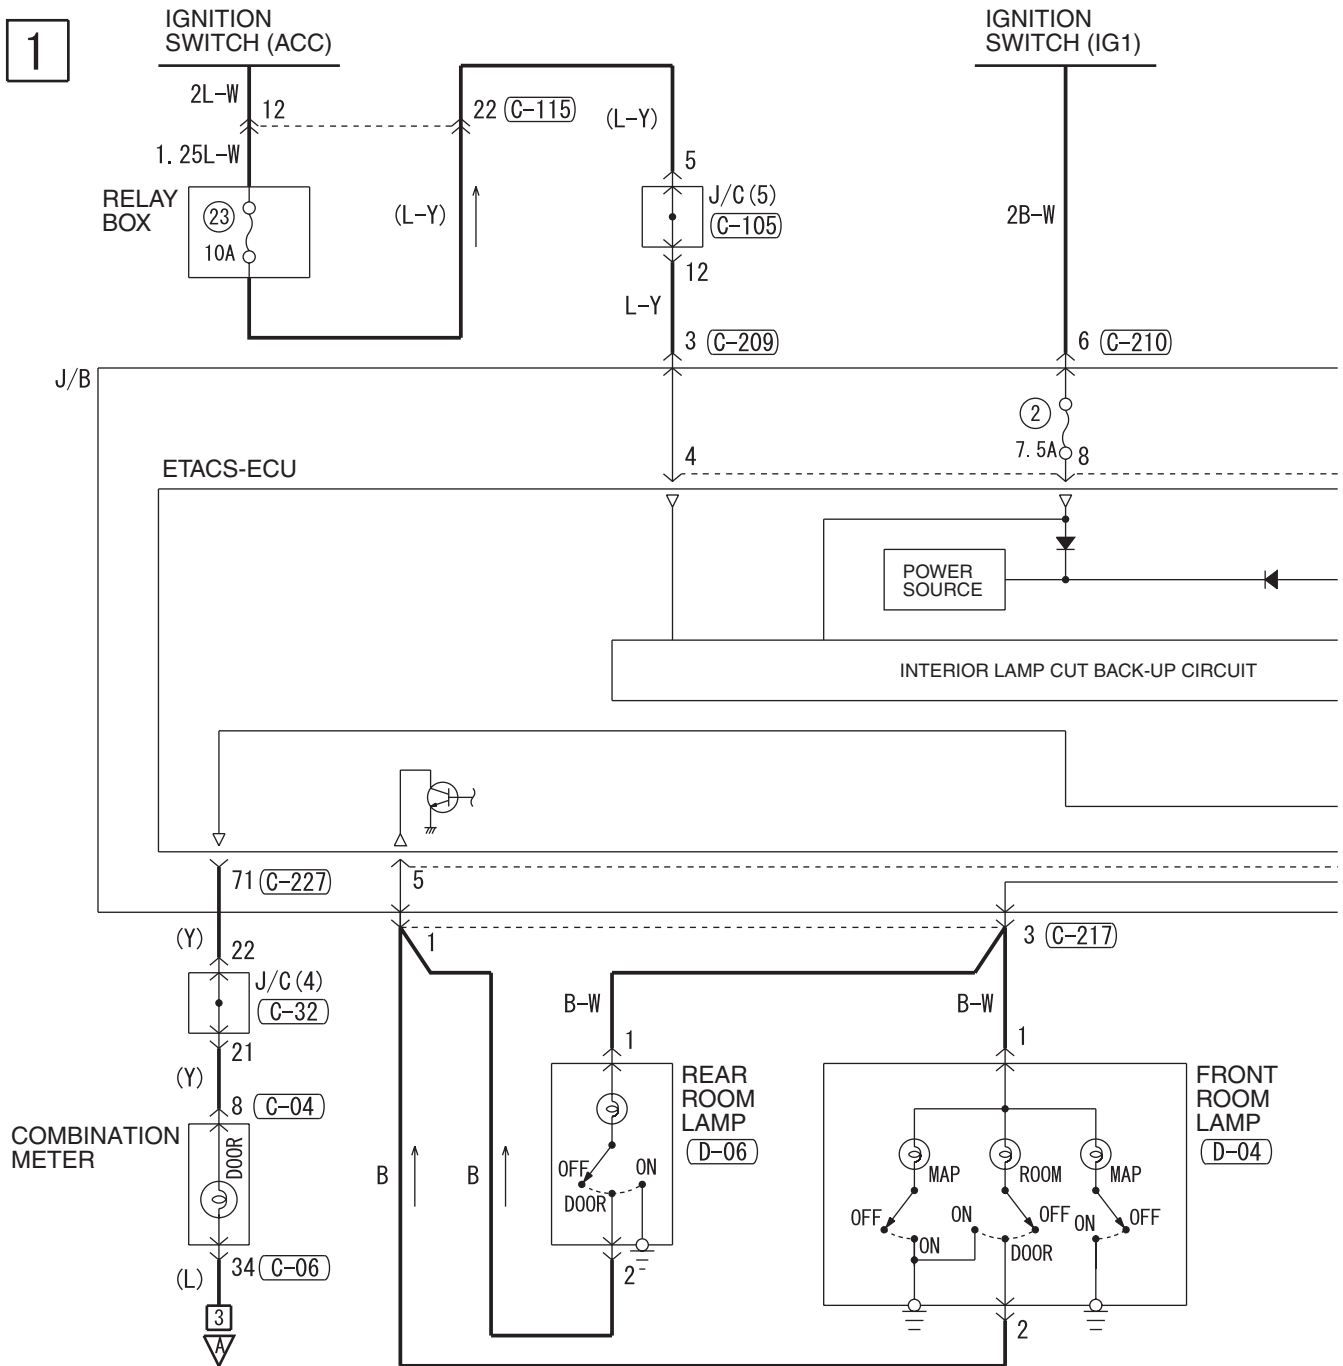 1
IGNITION
SWITCH (ACC)
IGNITION
SWITCH (IG1)
2L-W
12
22 (C-115)
(L-Y)
1.25L-W
5
RELAY
BOX
23
10A
(L-Y)
J/C(5)
C-105
2B-W
12
L-Y
3 C-209
6 C-210
J/B
2
7.5A
8
4
ETACS-ECU
POWER
SOURCE
INTERIOR LAMP CUT BACK-UP CIRCUIT
71 C-227
5
(Y)
22
1
3 C-217
J/C(4)
C-32
B-W
B-W
21
1
1
(Y)
8 C-04
REAR
ROOM
LAMP
D-06
FRONT
ROOM
LAMP
D-04
COMBINATION
METER
DOOR
B
B
OFF
ON
DOOR
MAP
ROOM
MAP
OFF
ON
OFF
ON
OFF
ON
DOOR
34 C-06
2
(L)
3
A
2